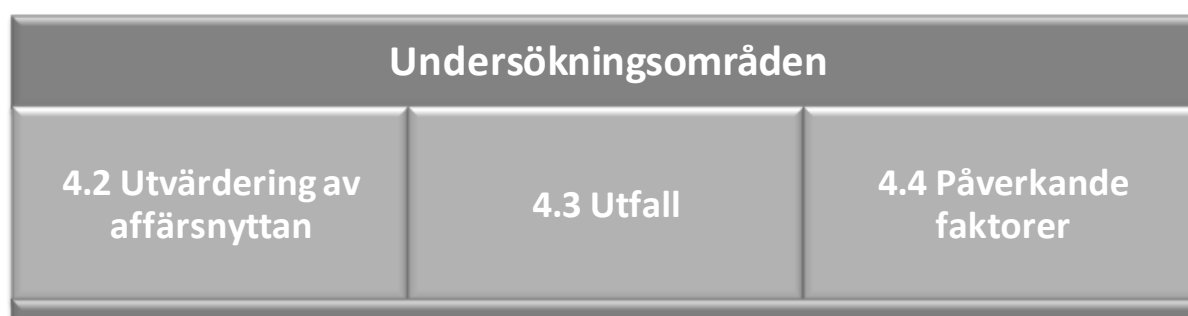 Undersökningsområden
4.2 Utvärdering av
affärsnyttan
4.3 Utfall
4.4 Påverkande
faktorer